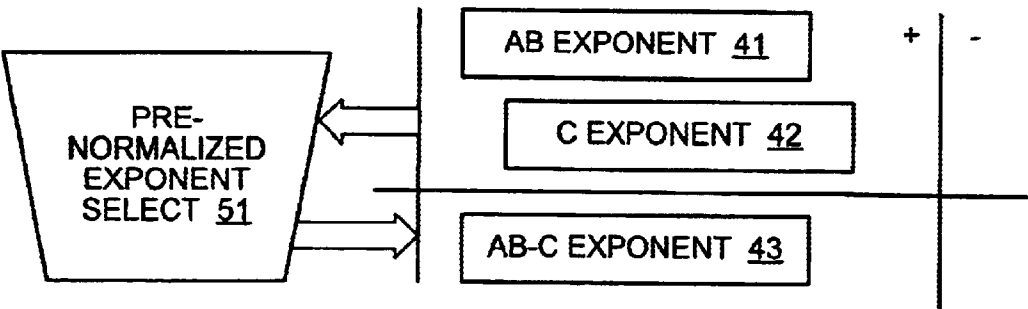 AB EXPONENT 41
+ -
PRE-
NORMALIZED
EXPONENT
SELECT 51
C EXPONENT 42
AB-C EXPONENT 43